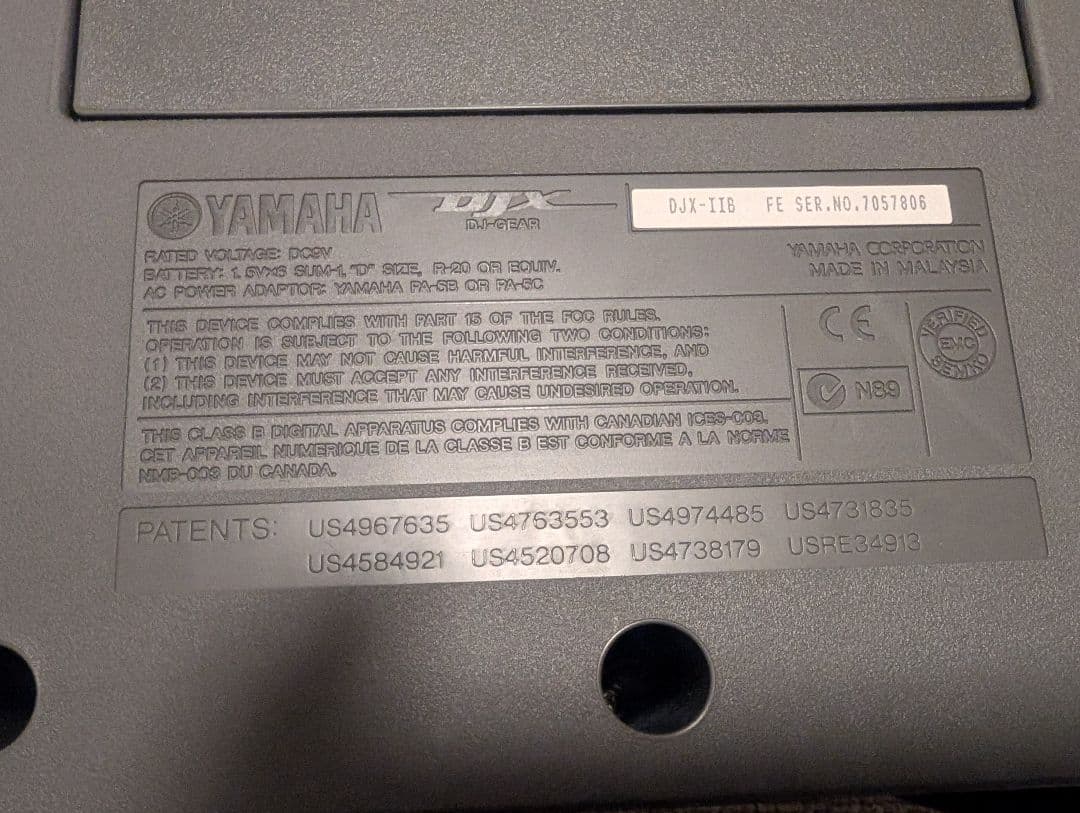 YAMAHA DJX
DJ-GEAR
DJX-IIB FE SER.NO.7057806
RATED VOLTAGE: DC9V
BATTERY: 1.5V×6 SUM-1, "D" SIZE, R-20 OR EQUIV.
AC POWER ADAPTOR: YAMAHA PA-5B OR PA-5C
YAMAHA CORPORATION
MADE IN MALAYSIA
THIS DEVICE COMPLIES WITH PART 15 OF THE FCC RULES.
OPERATION IS SUBJECT TO THE FOLLOWING TWO CONDITIONS:
(1) THIS DEVICE MAY NOT CAUSE HARMFUL INTERFERENCE, AND
(2) THIS DEVICE MUST ACCEPT ANY INTERFERENCE RECEIVED,
INCLUDING INTERFERENCE THAT MAY CAUSE UNDESIRED OPERATION.
CE
N89
VERIFIED
EMC
SEMKO
THIS CLASS B DIGITAL APPARATUS COMPLIES WITH CANADIAN ICES-003.
CET APPAREIL NUMERIQUE DE LA CLASSE B EST CONFORME A LA NORME
NMB-003 DU CANADA.
PATENTS: US4967635 US4763553 US4974485 US4731835
US4584921 US4520708 US4738179 USRE34913